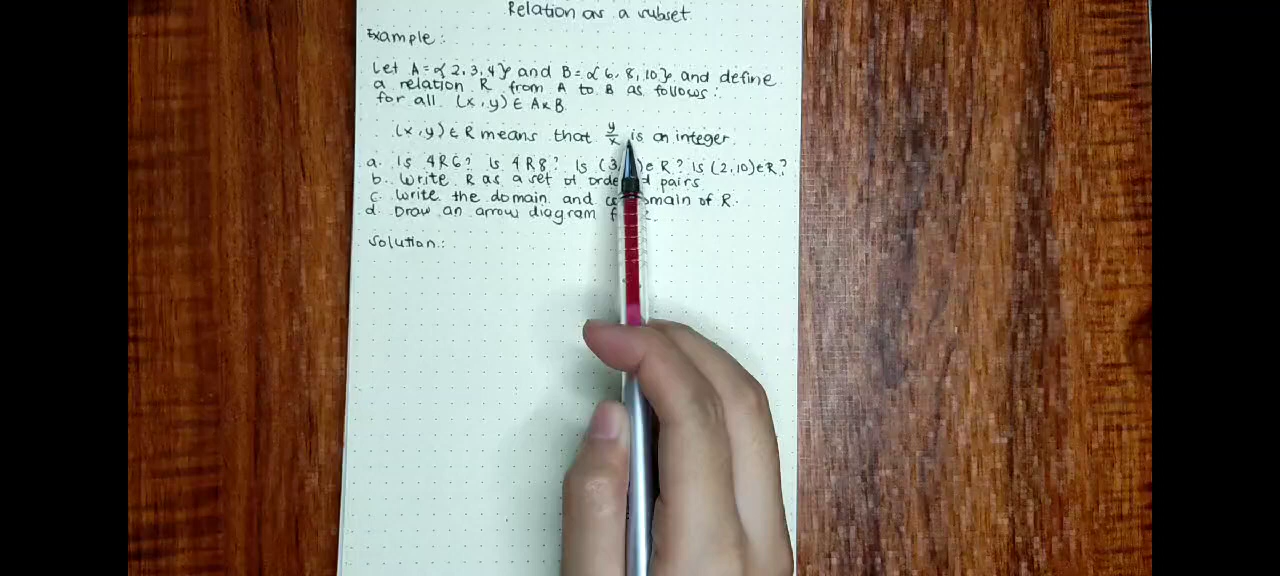 Relation as a subset
Example:
Let A={2,3,4} and B={6,8,10} and define
a relation R from A to B as follows:
for all (x,y) ∈ A×B
(x,y) ∈ R means that y/x is an integer.
a. Is 4R6? Is 4R8? Is (3, ) ∈ R? Is (2,10) ∈ R?
b. Write R as a set of pairs
c. Write the domain and of R.
d. Draw an arrow diagram
Solution: